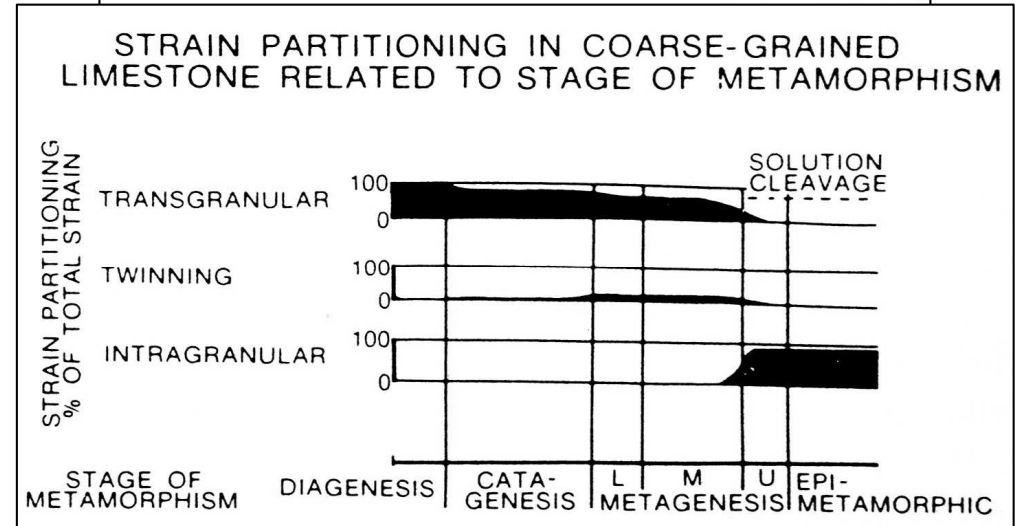 STRAIN PARTITIONING IN COARSE-GRAINED
LIMESTONE RELATED TO STAGE OF METAMORPHISM
STRAIN PARTITIONING
% OF TOTAL STRAIN
SOLUTION
CLEAVAGE
TRANSGRANULAR
100
0
TWINNING
100
0
INTRAGRANULAR
100
0
STAGE OF
METAMORPHISM
DIAGENESIS
CATA-
GENESIS
L M U
METAGENESIS
EPI-
METAMORPHIC